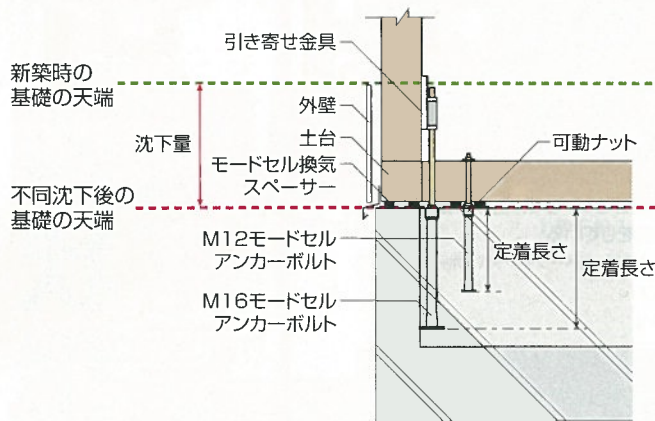 引き寄せ金具
新築時の
基礎の天端
外壁
沈下量
土台
可動ナット
モードセル換気
スペーサー
不同沈下後の
基礎の天端
M12モードセル
アンカーボルト
定着長さ
定着長さ
M16モードセル
アンカーボルト